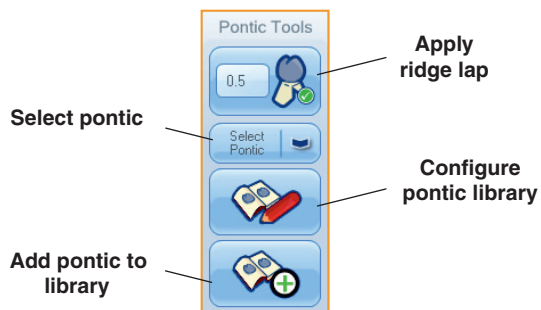 Pontic Tools
Apply
ridge lap
0.5
Select pontic
Select
Pontic
Configure
pontic library
Add pontic to
library